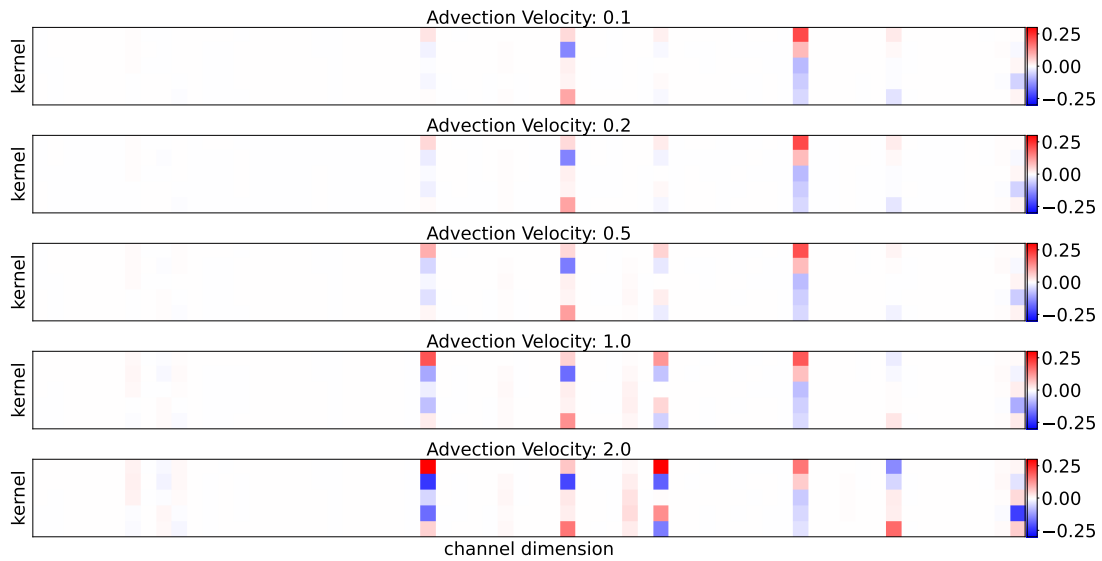 Advection Velocity: 0.1
kernel
0.25
0.00
−0.25
Advection Velocity: 0.2
kernel
0.25
0.00
−0.25
Advection Velocity: 0.5
kernel
0.25
0.00
−0.25
Advection Velocity: 1.0
kernel
0.25
0.00
−0.25
Advection Velocity: 2.0
kernel
0.25
0.00
−0.25
channel dimension